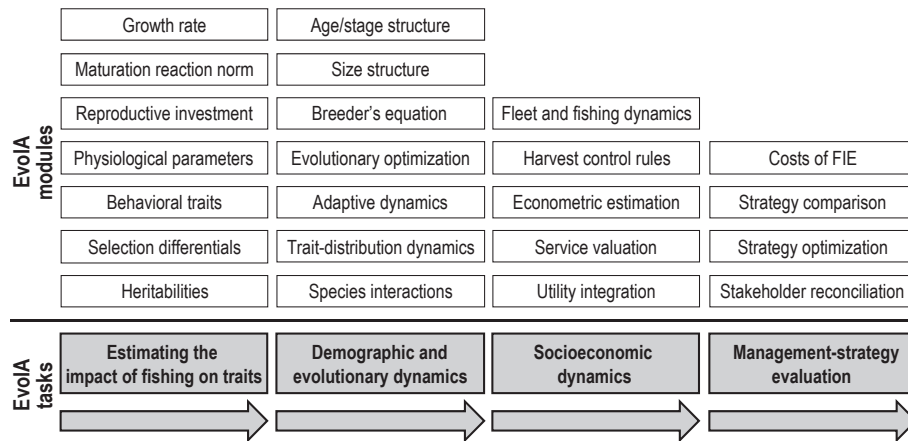 Growth rate
Age/stage structure
Maturation reaction norm
Size structure
Reproductive investment
Breeder's equation
Fleet and fishing dynamics
Physiological parameters
Evolutionary optimization
Harvest control rules
Costs of FIE
Behavioral traits
Adaptive dynamics
Econometric estimation
Strategy comparison
Selection differentials
Trait-distribution dynamics
Service valuation
Strategy optimization
Heritabilities
Species interactions
Utility integration
Stakeholder reconciliation
EvoIA
modules
Estimating the
impact of fishing on traits
Demographic and
evolutionary dynamics
Socioeconomic
dynamics
Management-strategy
evaluation
EvoIA
tasks